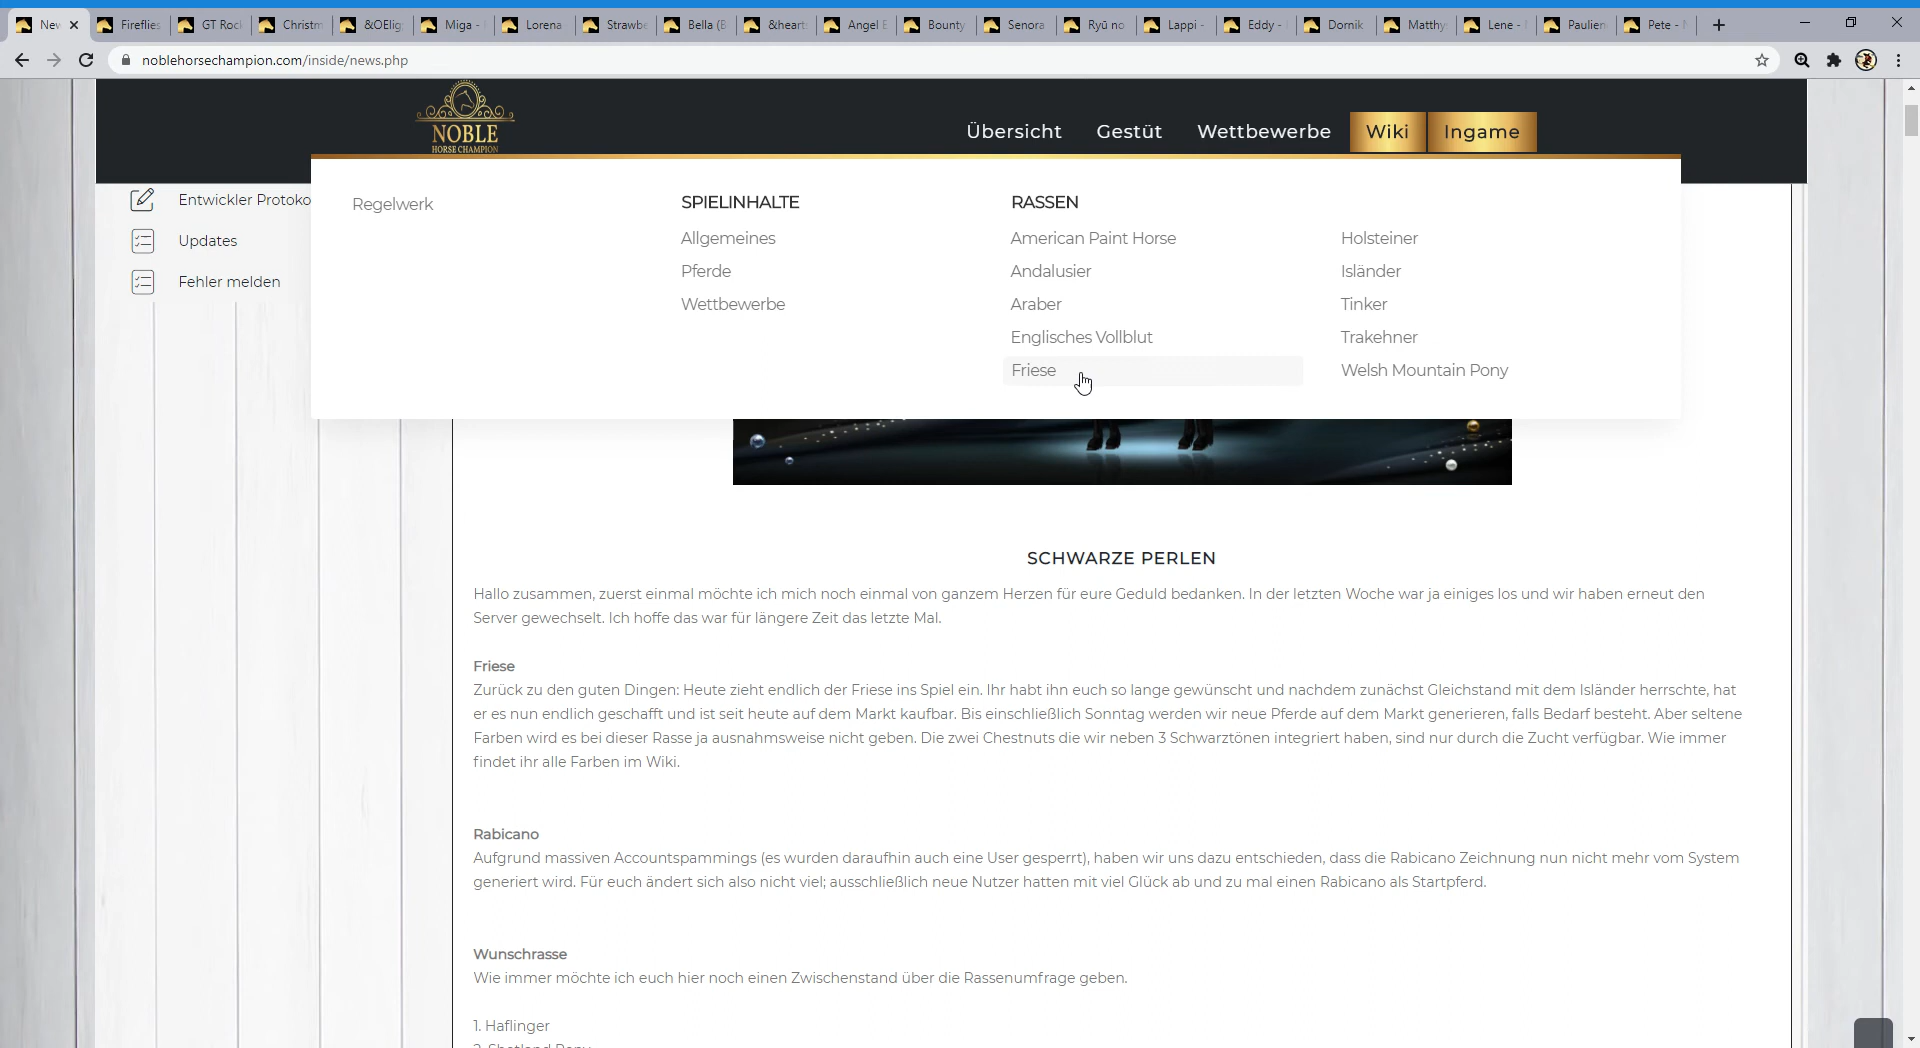 New
Fireflies
GT Rock
Christm
&OElig;
Miga -
Lorena
Strawbe
Bella (B
&heart
Angel E
Bounty
Senora
Ryū no
Lappi -
Eddy -
Dornik
Matthy
Lene -
Paulien
Pete -
noblehorsechampion.com/inside/news.php
NOBLE
HORSE CHAMPION
Übersicht
Gestüt
Wettbewerbe
Wiki
Ingame
Entwickler Protoko
Updates
Fehler melden
Regelwerk
SPIELINHALTE
Allgemeines
Pferde
Wettbewerbe
RASSEN
American Paint Horse
Andalusier
Araber
Englisches Vollblut
Friese
Holsteiner
Isländer
Tinker
Trakehner
Welsh Mountain Pony
SCHWARZE PERLEN
Hallo zusammen, zuerst einmal möchte ich mich noch einmal von ganzem Herzen für eure Geduld bedanken. In der letzten Woche war ja einiges los und wir haben erneut den
Server gewechselt. Ich hoffe das war für längere Zeit das letzte Mal.
Friese
Zurück zu den guten Dingen: Heute zieht endlich der Friese ins Spiel ein. Ihr habt ihn euch so lange gewünscht und nachdem zunächst Gleichstand mit dem Isländer herrschte, hat
er es nun endlich geschafft und ist seit heute auf dem Markt kaufbar. Bis einschließlich Sonntag werden wir neue Pferde auf dem Markt generieren, falls Bedarf besteht. Aber seltene
Farben wird es bei dieser Rasse ja ausnahmsweise nicht geben. Die zwei Chestnuts die wir neben 3 Schwarztönen integriert haben, sind nur durch die Zucht verfügbar. Wie immer
findet ihr alle Farben im Wiki.
Rabicano
Aufgrund massiven Accountspammings (es wurden daraufhin auch eine User gesperrt), haben wir uns dazu entschieden, dass die Rabicano Zeichnung nun nicht mehr vom System
generiert wird. Für euch ändert sich also nicht viel; ausschließlich neue Nutzer hatten mit viel Glück ab und zu mal einen Rabicano als Startpferd.
Wunschrasse
Wie immer möchte ich euch hier noch einen Zwischenstand über die Rassenumfrage geben.
1. Haflinger
2. Shetland Pony